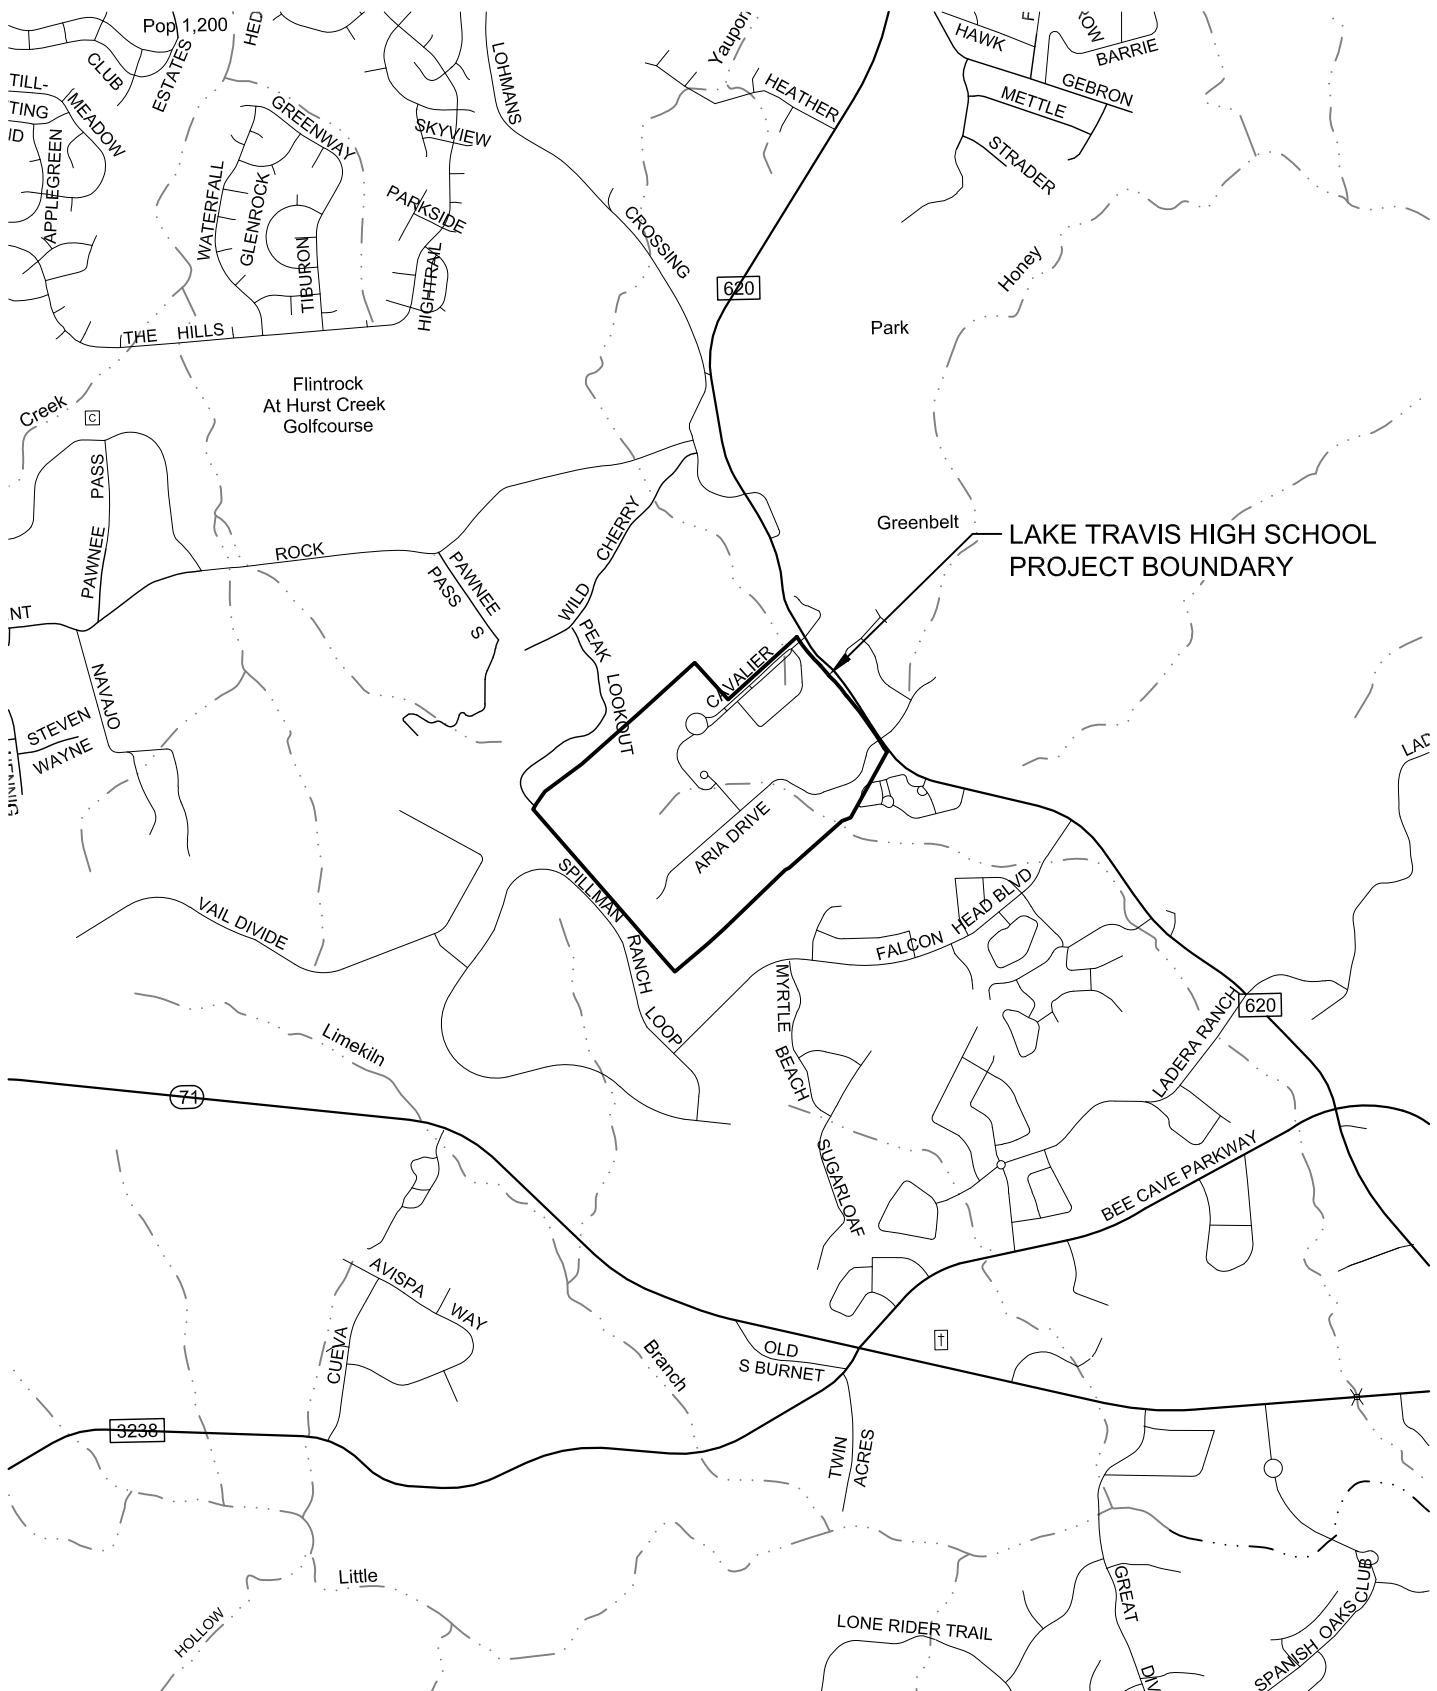 Pop 1,200
HED
CLUB
ESTATES
TILL-
TING
ND
MEADOW
APPLEGREEN
GREENWAY
WATERFALL
GLENROCK
TIBURON
SKYVIEW
PARKSIDE
HIGHTRAIL
THE HILLS
LOHMANS
CROSSING
Yaupon
HEATHER
HAWK
F
ROW
BARRIE
GEBRON
METTLE
STRADER
620
Honey
Park
Flintrock
At Hurst Creek
Golfcourse
Creek
C
PAWNEE PASS
ROCK
PAWNEE
PASS S
WILD CHERRY
PEAK LOOKOUT
Greenbelt
LAKE TRAVIS HIGH SCHOOL
PROJECT BOUNDARY
NT
NAVAJO
STEVEN
WAYNE
CAVALIER
ARIA DRIVE
LAD
SPILLMAN RANCH LOOP
VAIL DIVIDE
FALCON HEAD BLVD
MYRTLE BEACH
LADERA RANCH
620
Limekiln
71
SUGARLOAF
BEE CAVE PARKWAY
AVISPA WAY
CUEVA
Branch
OLD
S BURNET
†
3238
TWIN
ACRES
Little
HOLLOW
LONE RIDER TRAIL
GREAT
DIV
SPANISH OAKS CLUB